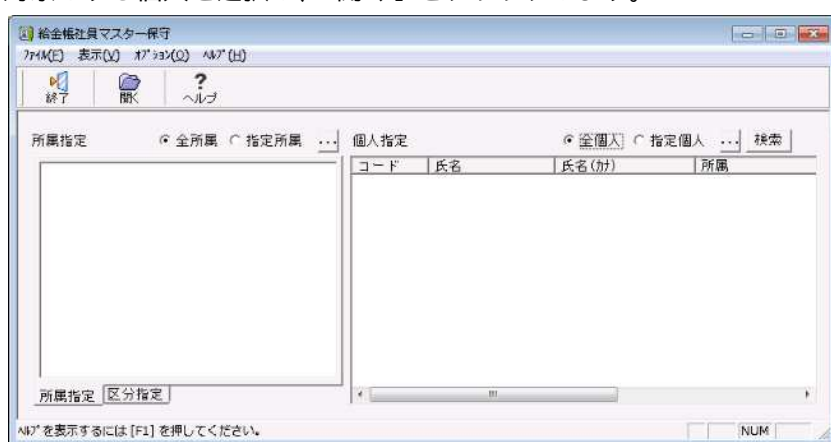 給金帳社員マスター保守
ﾌｧｲﾙ(F) 表示(V) ｵﾌﾟｼｮﾝ(O) ﾍﾙﾌﾟ(H)
終了 開く ヘルプ
所属指定 全所属 指定所属 ... 個人指定 全個人 指定個人 ... 検索
コード 氏名 氏名(ｶﾅ) 所属
所属指定 区分指定
ﾍﾙﾌﾟを表示するには [F1] を押してください。 NUM